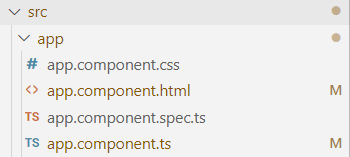 src
app
# app.component.css
<> app.component.html M
TS app.component.spec.ts
TS app.component.ts M